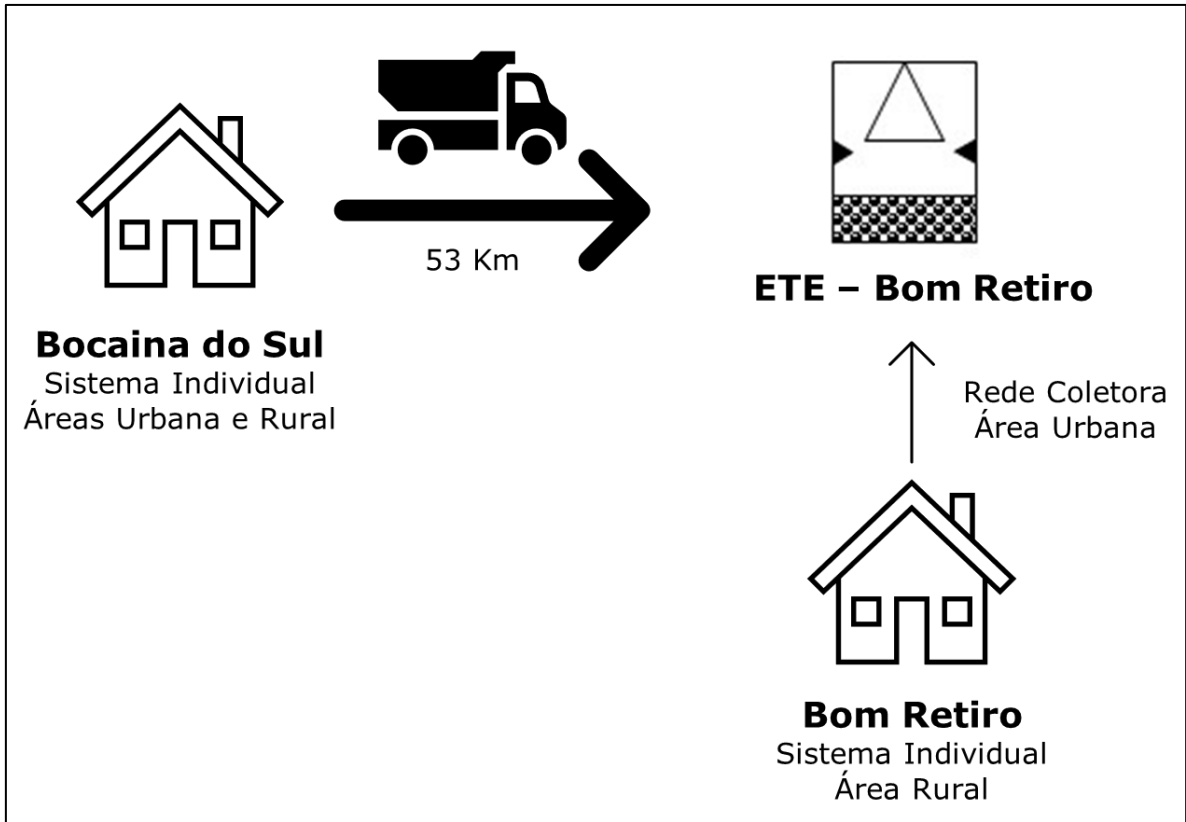 53 Km
Bocaina do Sul
Sistema Individual
Áreas Urbana e Rural
ETE – Bom Retiro
Rede Coletora
Área Urbana
Bom Retiro
Sistema Individual
Área Rural